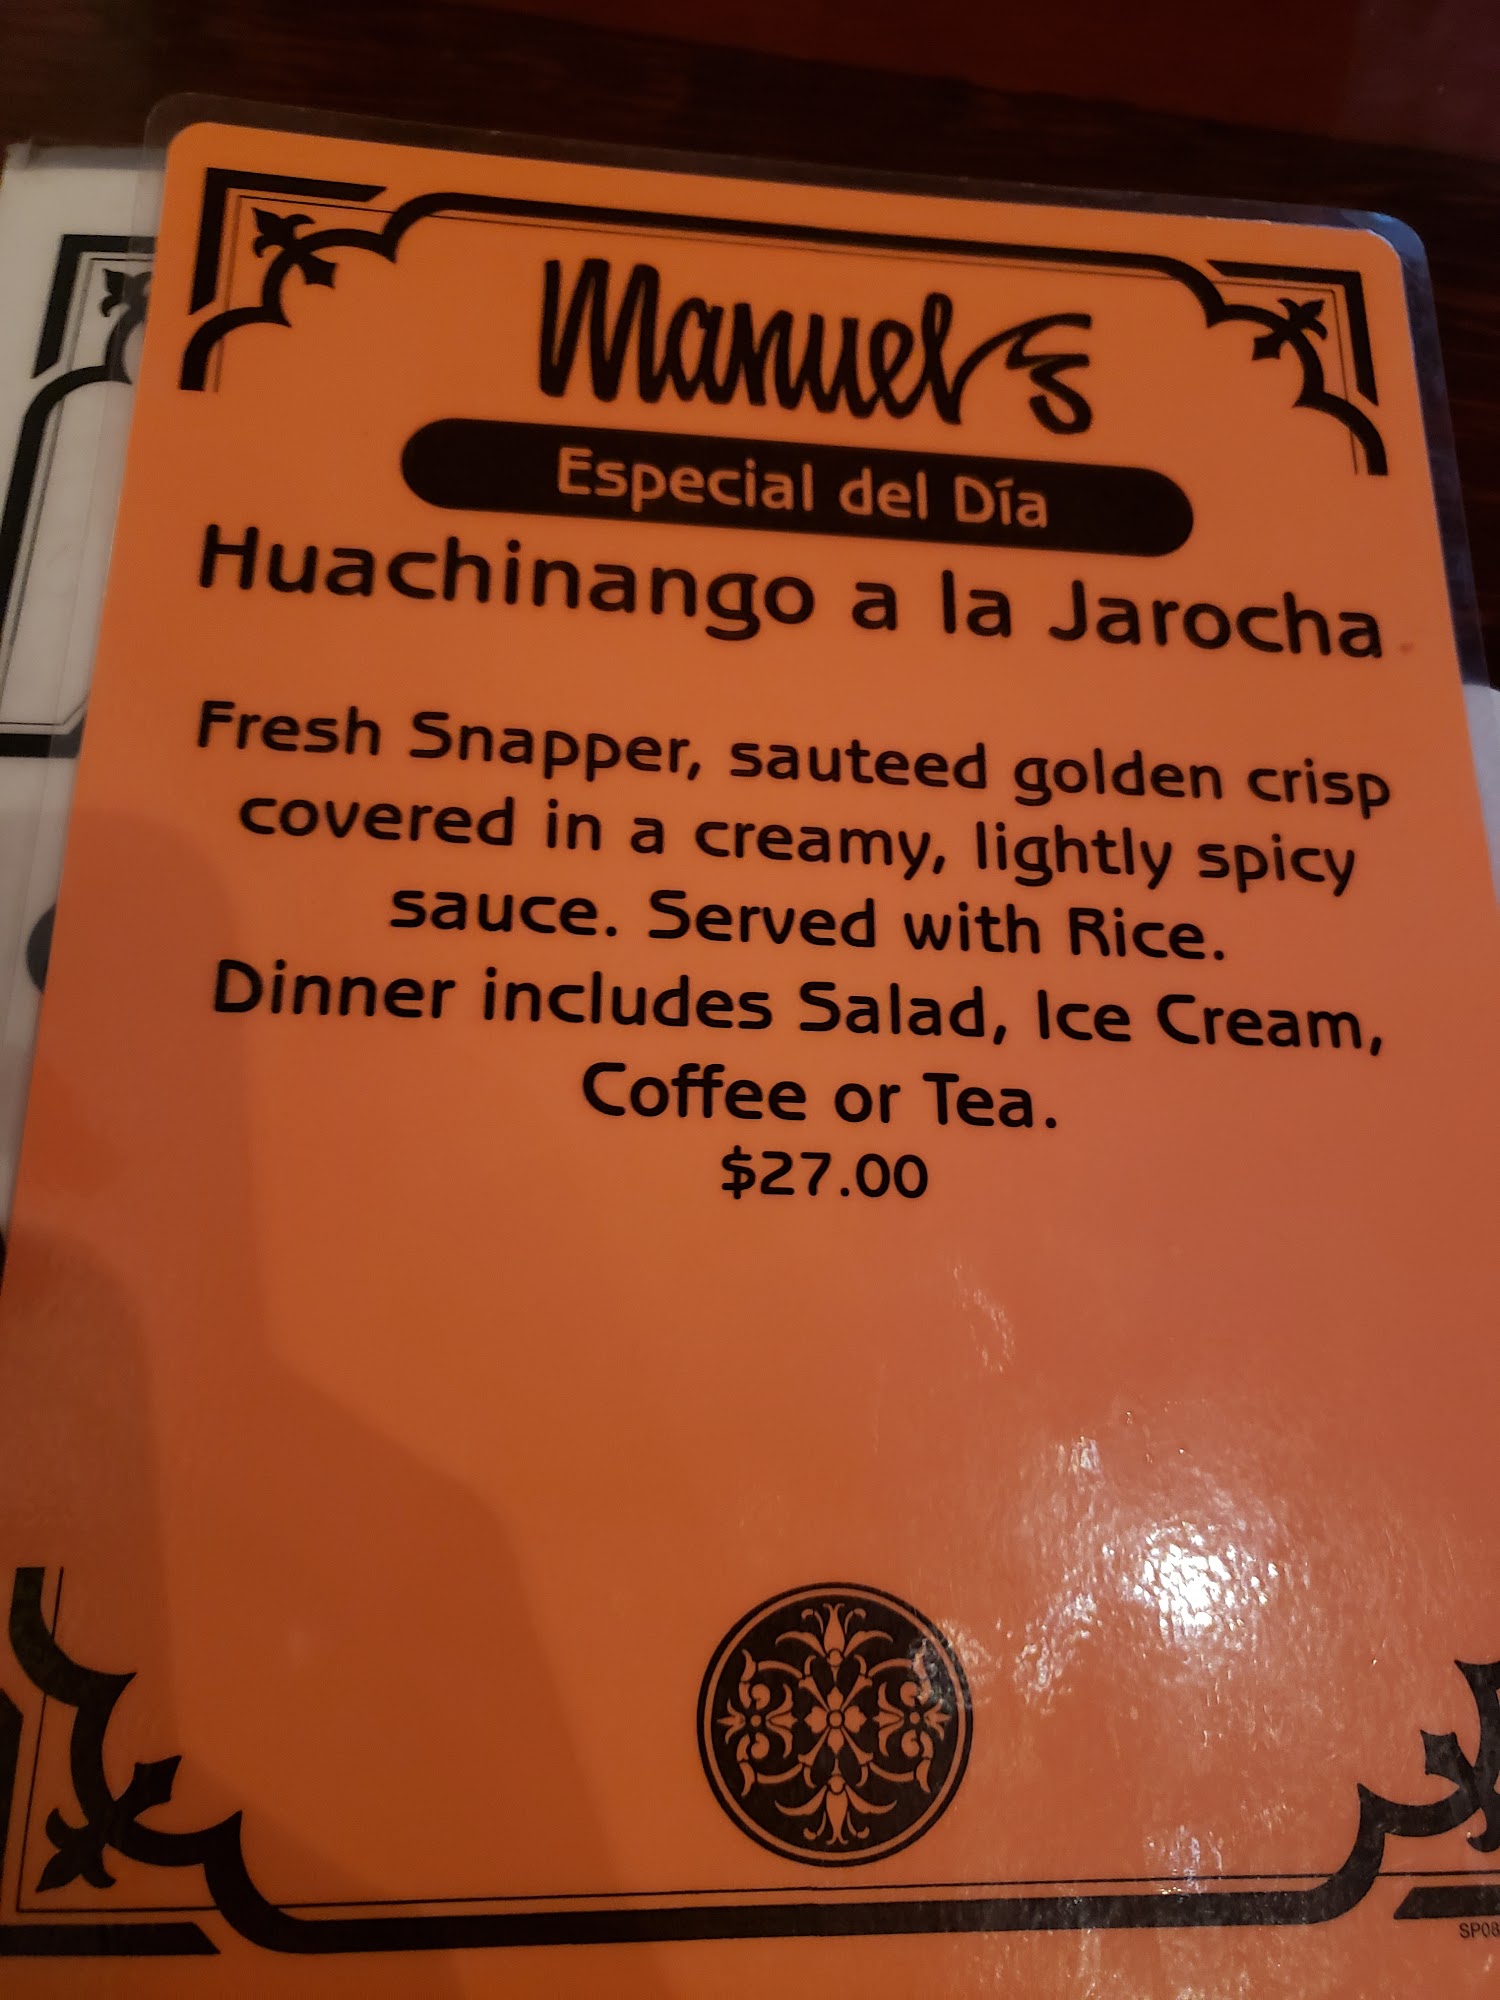 Manuel's
Especial del Día
Huachinango a la Jarocha
Fresh Snapper, sauteed golden crisp
covered in a creamy, lightly spicy
sauce. Served with Rice.
Dinner includes Salad, Ice Cream,
Coffee or Tea.
$27.00